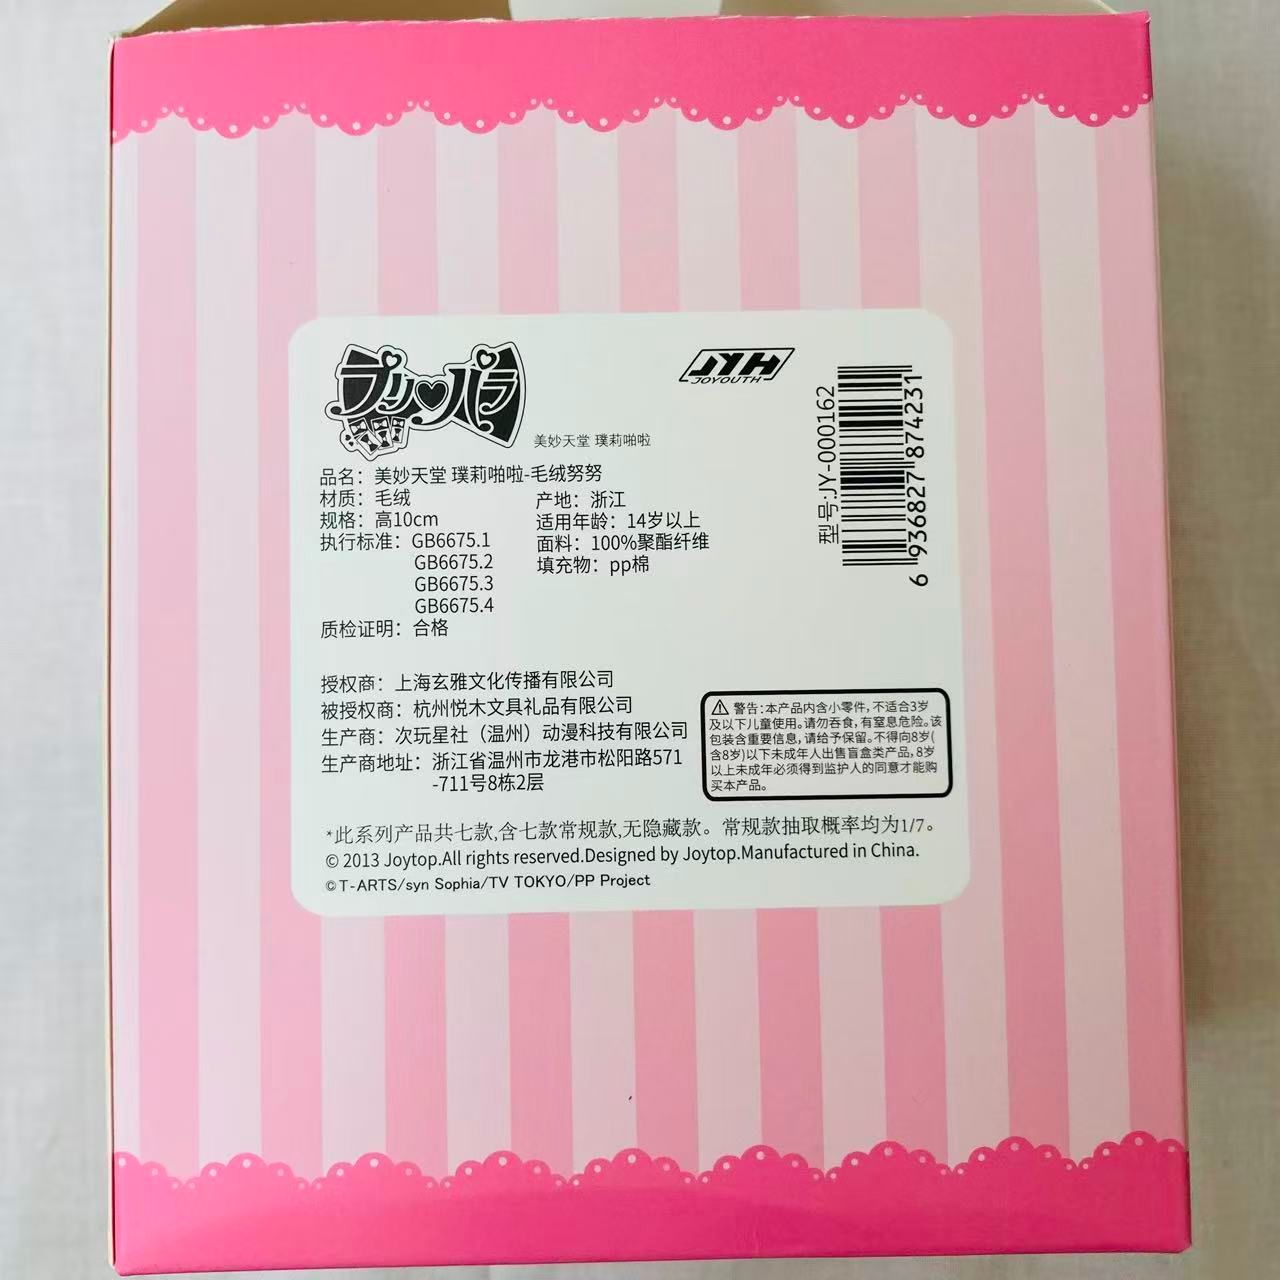 プリパラ
美妙天堂 璞莉啪啦
JYH
JOYOUTH
型号:JY-000162
6 936827 874231
品名：美妙天堂 璞莉啪啦-毛绒努努
材质：毛绒
产地：浙江
规格：高10cm
适用年龄：14岁以上
执行标准：GB6675.1
面料：100%聚酯纤维
GB6675.2
填充物：pp棉
GB6675.3
GB6675.4
质检证明：合格
授权商：上海玄雅文化传播有限公司
被授权商：杭州悦木文具礼品有限公司
生产商：次玩星社（温州）动漫科技有限公司
生产商地址：浙江省温州市龙港市松阳路571
-711号8栋2层
警告:本产品内含小零件,不适合3岁
及以下儿童使用。请勿吞食,有窒息危险。该
包装含重要信息,请给予保留。不得向8岁(
含8岁)以下未成年人出售盲盒类产品,8岁
以上未成年必须得到监护人的同意才能购
买本产品。
*此系列产品共七款,含七款常规款,无隐藏款。常规款抽取概率均为1/7。
© 2013 Joytop.All rights reserved.Designed by Joytop.Manufactured in China.
©T-ARTS/syn Sophia/TV TOKYO/PP Project